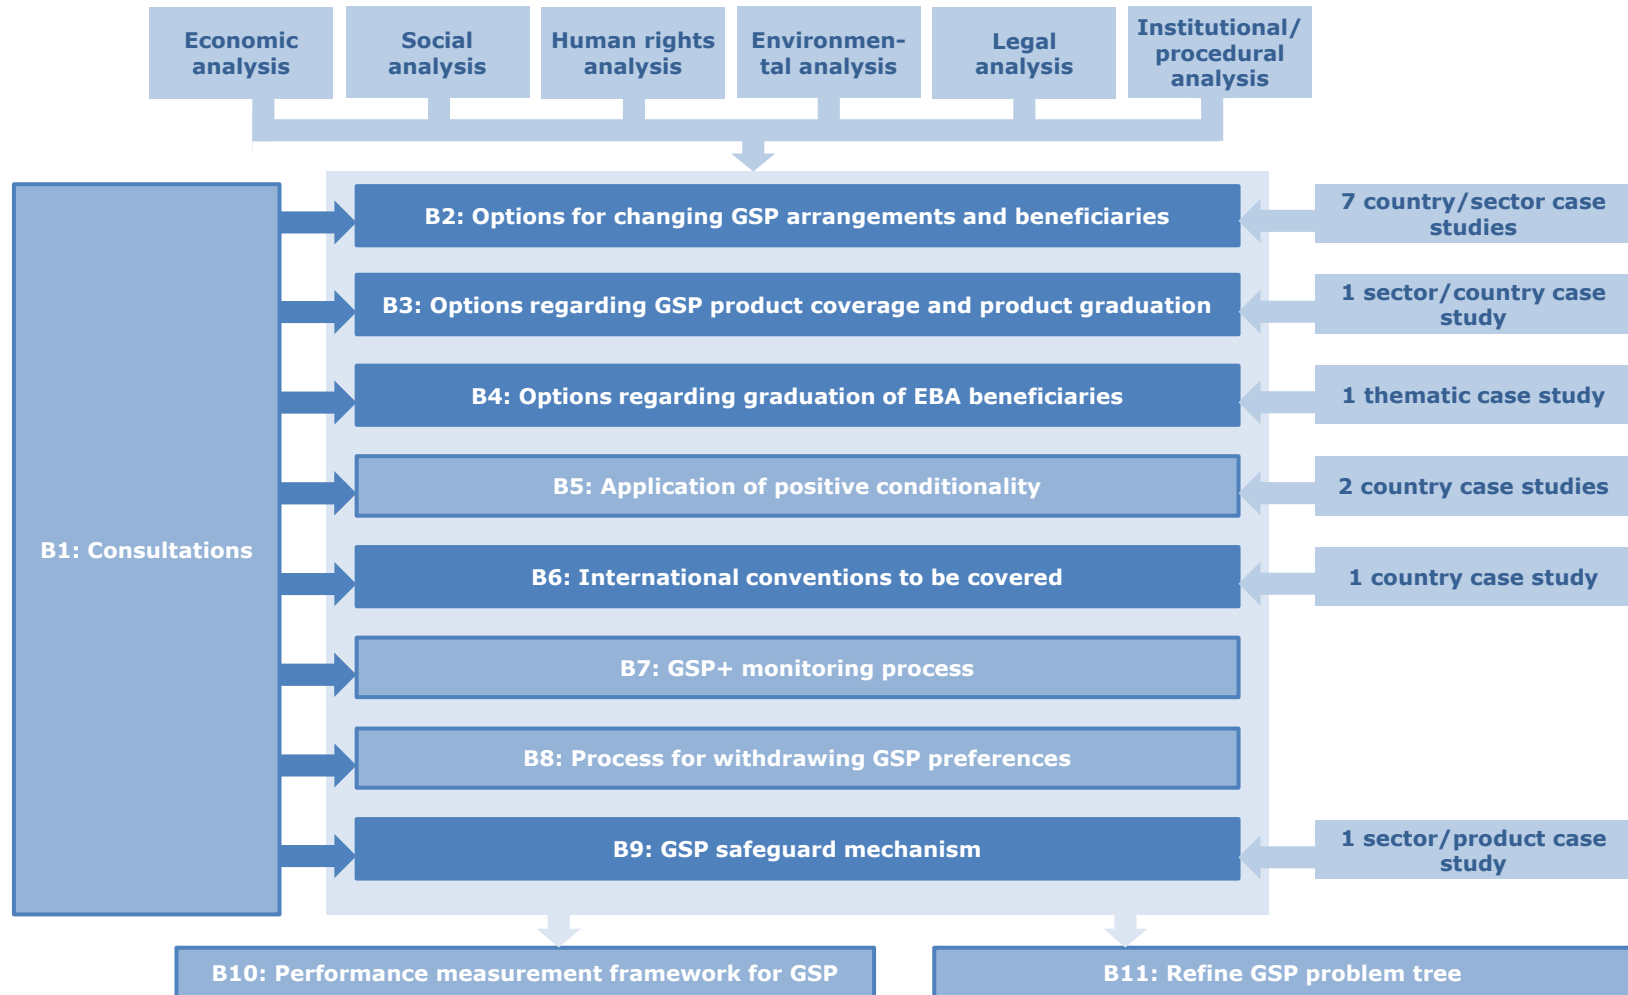 Economic
analysis
Social
analysis
Human rights
analysis
Environmen-
tal analysis
Legal
analysis
Institutional/
procedural
analysis
B1: Consultations
B2: Options for changing GSP arrangements and beneficiaries
7 country/sector case
studies
B3: Options regarding GSP product coverage and product graduation
1 sector/country case
study
B4: Options regarding graduation of EBA beneficiaries
1 thematic case study
B5: Application of positive conditionality
2 country case studies
B6: International conventions to be covered
1 country case study
B7: GSP+ monitoring process
B8: Process for withdrawing GSP preferences
B9: GSP safeguard mechanism
1 sector/product case
study
B10: Performance measurement framework for GSP
B11: Refine GSP problem tree